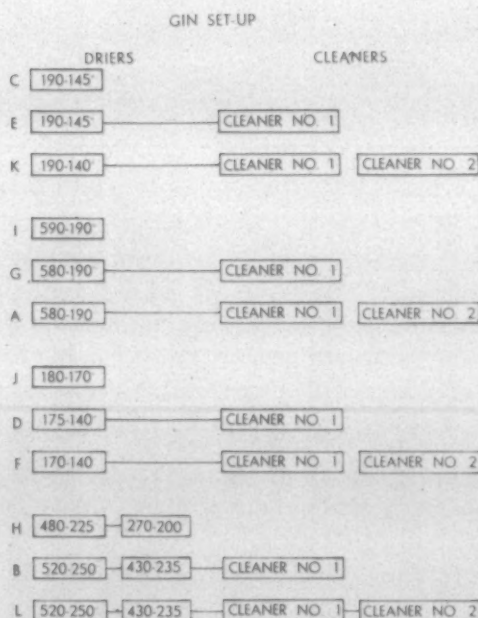 GIN SET-UP
DRIERS CLEANERS
C 190-145°
E 190-145° CLEANER NO. 1
K 190-140° CLEANER NO. 1 CLEANER NO. 2
I 590-190°
G 580-190° CLEANER NO. 1
A 580-190 CLEANER NO. 1 CLEANER NO. 2
J 180-170°
D 175-140° CLEANER NO. 1
F 170-140 CLEANER NO. 1 CLEANER NO. 2
H 480-225 270-200
B 520-250 430-235 CLEANER NO. 1
L 520-250 430-235 CLEANER NO. 1 CLEANER NO. 2